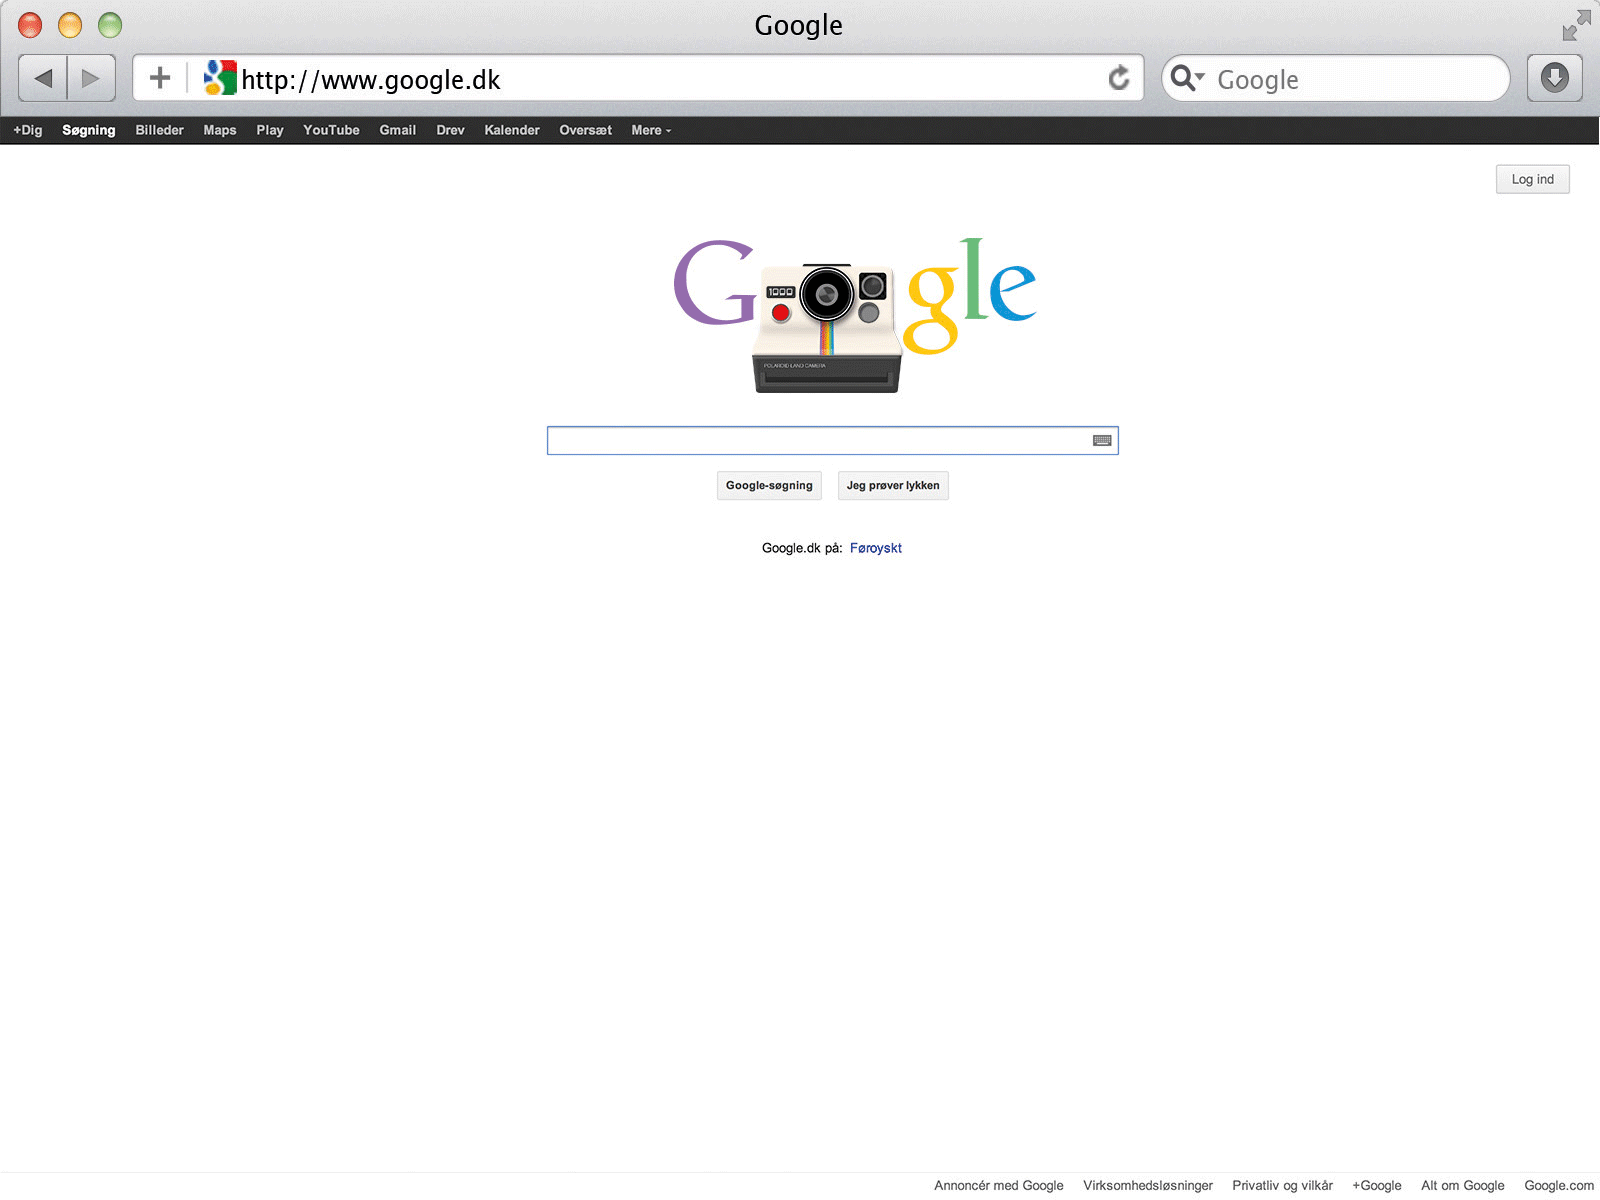 Google
http://www.google.dk
Google
+Dig Søgning Billeder Maps Play YouTube Gmail Drev Kalender Oversæt Mere
Log ind
G gle
1000
POLAROID LAND CAMERA
Google-søgning Jeg prøver lykken
Google.dk på: Føroyskt
Annoncér med Google Virksomhedsløsninger Privatliv og vilkår +Google Alt om Google Google.com